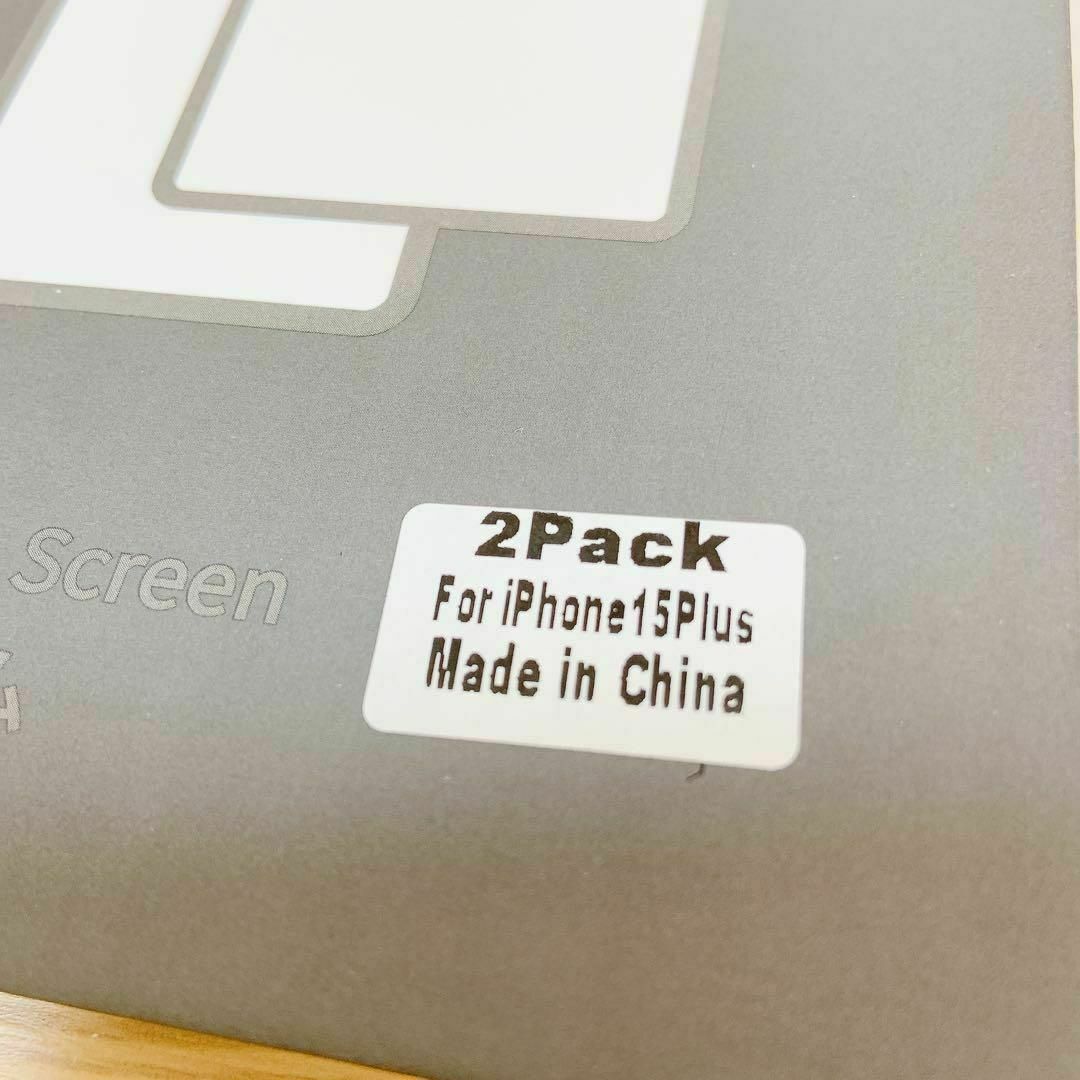 Screen
2Pack
For iPhone15Plus
Made in China